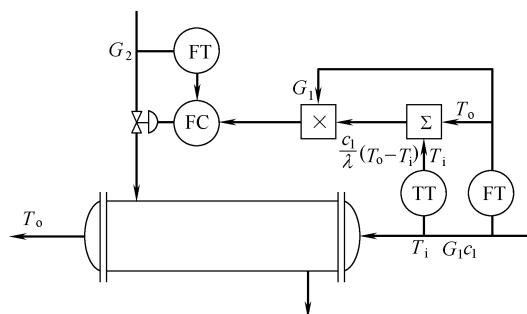 G₂
FT
G₁
FC
×
Σ
Tₒ
c₁/λ (Tₒ−Tᵢ)
Tᵢ
TT
FT
Tₒ
Tᵢ
G₁c₁